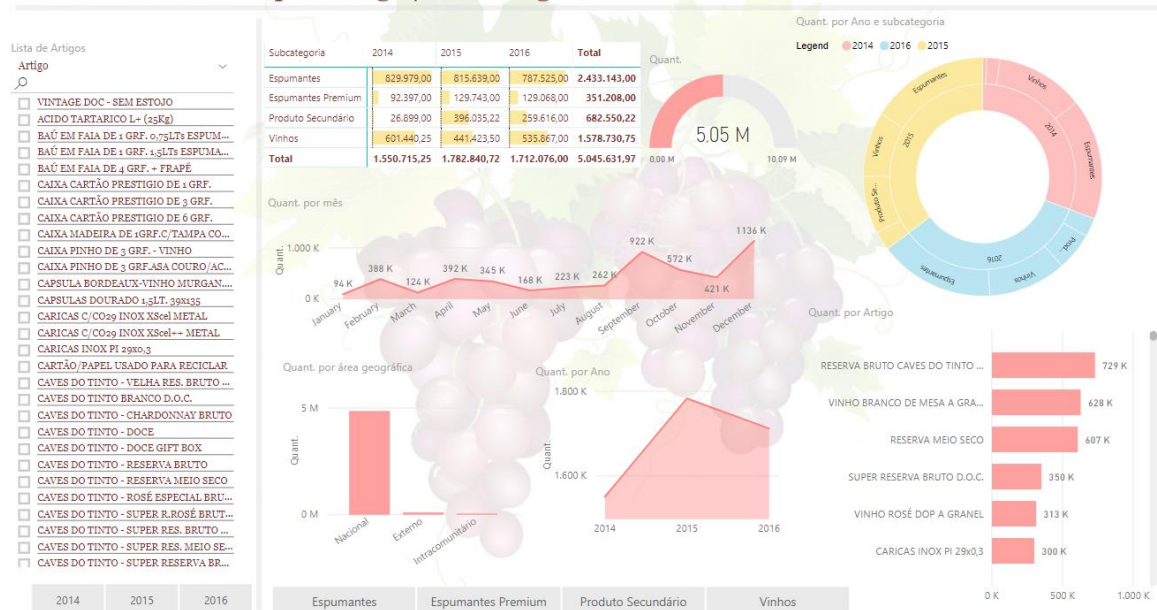 Quant. por Ano e subcategoria
Legend 2014 2016 2015
Lista de Artigos
Artigo
VINTAGE DOC - SEM ESTOJO
ACIDO TARTARICO L+ (25Kg)
BAÚ EM FAIA DE 1 GRF. 0,75LTs ESPUM...
BAÚ EM FAIA DE 1 GRF. 1,5LTs ESPUMA...
BAÚ EM FAIA DE 4 GRF. + FRAPÉ
CAIXA CARTÃO PRESTIGIO DE 1 GRF.
CAIXA CARTÃO PRESTIGIO DE 3 GRF.
CAIXA CARTÃO PRESTIGIO DE 6 GRF.
CAIXA MADEIRA DE 1GRF.C/TAMPA CO...
CAIXA PINHO DE 3 GRF. - VINHO
CAIXA PINHO DE 3 GRF.ASA COURO/AC...
CAPSULA BORDEAUX-VINHO MURGAN....
CAPSULAS DOURADO 1,5LT. 39x135
CARICAS C/CO29 INOX XScel METAL
CARICAS C/CO29 INOX XScel++ METAL
CARICAS INOX PI 29x0,3
CARTÃO/PAPEL USADO PARA RECICLAR
CAVES DO TINTO - VELHA RES. BRUTO ...
CAVES DO TINTO BRANCO D.O.C.
CAVES DO TINTO - CHARDONNAY BRUTO
CAVES DO TINTO - DOCE
CAVES DO TINTO - DOCE GIFT BOX
CAVES DO TINTO - RESERVA BRUTO
CAVES DO TINTO - RESERVA MEIO SECO
CAVES DO TINTO - ROSÉ ESPECIAL BRU...
CAVES DO TINTO - SUPER R.ROSÉ BRUT...
CAVES DO TINTO - SUPER RES. BRUTO ...
CAVES DO TINTO - SUPER RES. MEIO SE...
CAVES DO TINTO - SUPER RESERVA BR...
2014 2015 2016
Subcategoria 2014 2015 2016 Total
Espumantes 829.979,00 815.639,00 787.525,00 2.433.143,00
Espumantes Premium 92.397,00 129.743,00 129.068,00 351.208,00
Produto Secundário 26.899,00 396.035,22 259.616,00 682.550,22
Vinhos 601.440,25 441.423,50 535.867,00 1.578.730,75
Total 1.550.715,25 1.782.840,72 1.712.076,00 5.045.631,97
Quant.
5,05 M
0,00 M 10,09 M
Vinhos
2014
Espumantes
Prod...
2016
Vinhos
Espumantes
Produto Se...
Vinhos
2015
Espumantes
Quant. por mês
Quant.
1.000 K
0 K
94 K 388 K 124 K 392 K 345 K 168 K 223 K 262 K 922 K 572 K 421 K 1136 K
January February March April May June July August September October November December
Quant. por área geográfica
Quant.
5 M
0 M
Nacional Externo Intracomunitário
Quant. por Ano
Quant.
1.800 K
1.600 K
2014 2015 2016
Quant. por Artigo
RESERVA BRUTO CAVES DO TINTO ... 729 K
VINHO BRANCO DE MESA A GRA... 628 K
RESERVA MEIO SECO 607 K
SUPER RESERVA BRUTO D.O.C. 350 K
VINHO ROSÉ DOP A GRANEL 313 K
CARICAS INOX PI 29x0,3 300 K
0 K 500 K 1.000 K
Espumantes Espumantes Premium Produto Secundário Vinhos